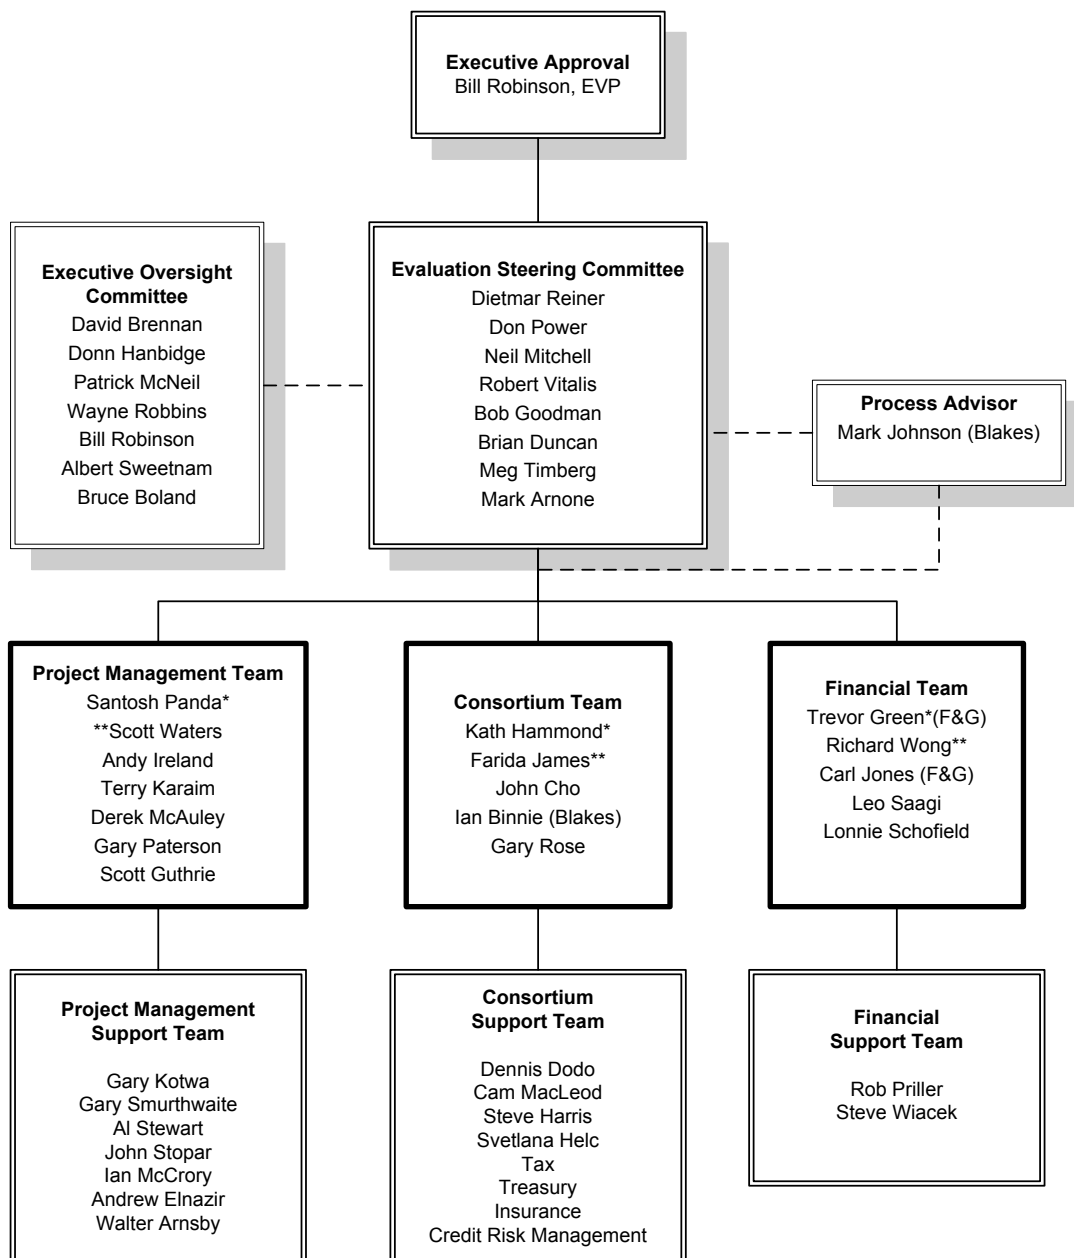 Executive Approval
Bill Robinson, EVP
Executive Oversight
Committee
David Brennan
Donn Hanbidge
Patrick McNeil
Wayne Robbins
Bill Robinson
Albert Sweetnam
Bruce Boland
Evaluation Steering Committee
Dietmar Reiner
Don Power
Neil Mitchell
Robert Vitalis
Bob Goodman
Brian Duncan
Meg Timberg
Mark Arnone
Process Advisor
Mark Johnson (Blakes)
Project Management Team
Santosh Panda*
**Scott Waters
Andy Ireland
Terry Karaim
Derek McAuley
Gary Paterson
Scott Guthrie
Consortium Team
Kath Hammond*
Farida James**
John Cho
Ian Binnie (Blakes)
Gary Rose
Financial Team
Trevor Green*(F&G)
Richard Wong**
Carl Jones (F&G)
Leo Saagi
Lonnie Schofield
Project Management
Support Team
Gary Kotwa
Gary Smurthwaite
Al Stewart
John Stopar
Ian McCrory
Andrew Elnazir
Walter Arnsby
Consortium
Support Team
Dennis Dodo
Cam MacLeod
Steve Harris
Svetlana Helc
Tax
Treasury
Insurance
Credit Risk Management
Financial
Support Team
Rob Priller
Steve Wiacek